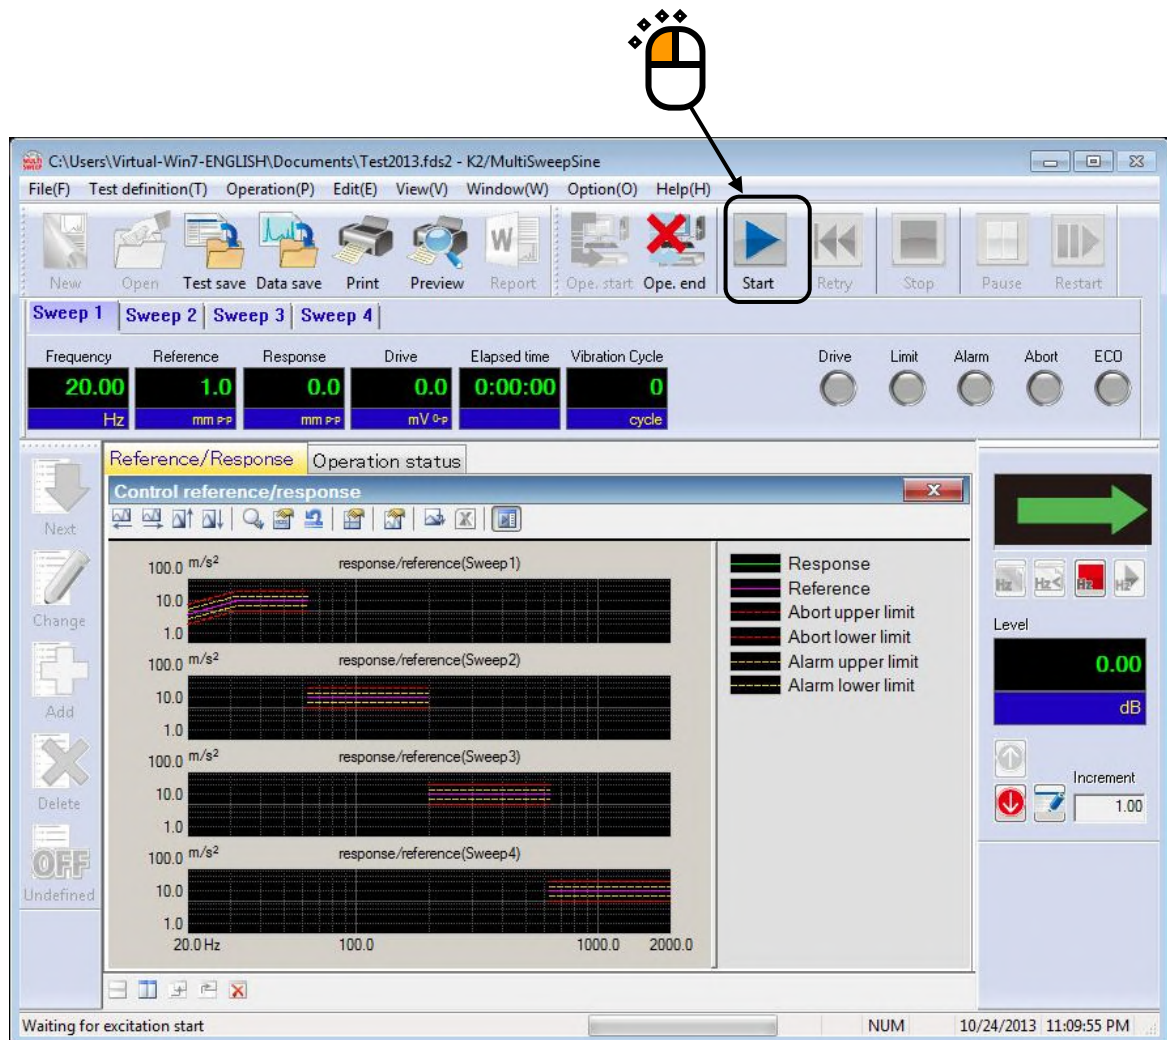 C:\Users\Virtual-Win7-ENGLISH\Documents\Test2013.fds2 - K2/MultiSweepSine
File(F) Test definition(T) Operation(P) Edit(E) View(V) Window(W) Option(O) Help(H)
New Open Test save Data save Print Preview Report Ope. start Ope. end Start Retry Stop Pause Restart
Sweep 1 Sweep 2 Sweep 3 Sweep 4
Frequency Reference Response Drive Elapsed time Vibration Cycle Drive Limit Alarm Abort ECO
20.00 1.0 0.0 0.0 0:00:00 0
Hz mm p-p mm p-p mV 0-p cycle
Reference/Response Operation status
Control reference/response
Next
Change
Add
Delete
OFF
Undefined
100.0 m/s² response/reference(Sweep1)
10.0
1.0
100.0 m/s² response/reference(Sweep2)
10.0
1.0
100.0 m/s² response/reference(Sweep3)
10.0
1.0
100.0 m/s² response/reference(Sweep4)
10.0
1.0
20.0 Hz 100.0 1000.0 2000.0
Response
Reference
Abort upper limit
Abort lower limit
Alarm upper limit
Alarm lower limit
Hz Hz< Hz Hz
Level
0.00
dB
Increment
1.00
Waiting for excitation start NUM 10/24/2013 11:09:55 PM